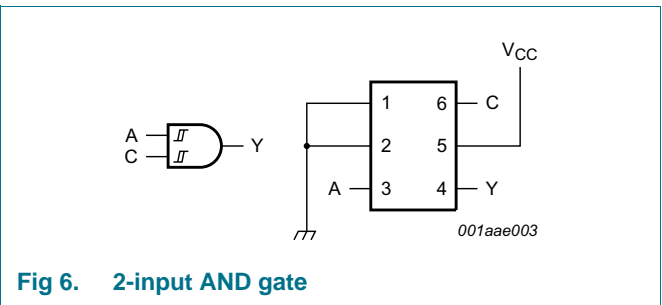 VCC
1 6 C
A
C
Y
2 5
A 3 4 Y
001aae003
Fig 6. 2-input AND gate